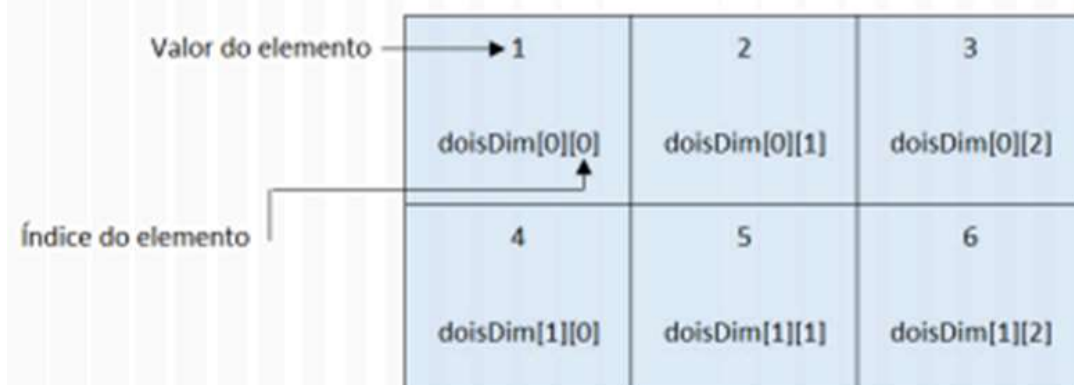 Valor do elemento 1 2 3
doisDim[0][0] doisDim[0][1] doisDim[0][2]
Índice do elemento 4 5 6
doisDim[1][0] doisDim[1][1] doisDim[1][2]